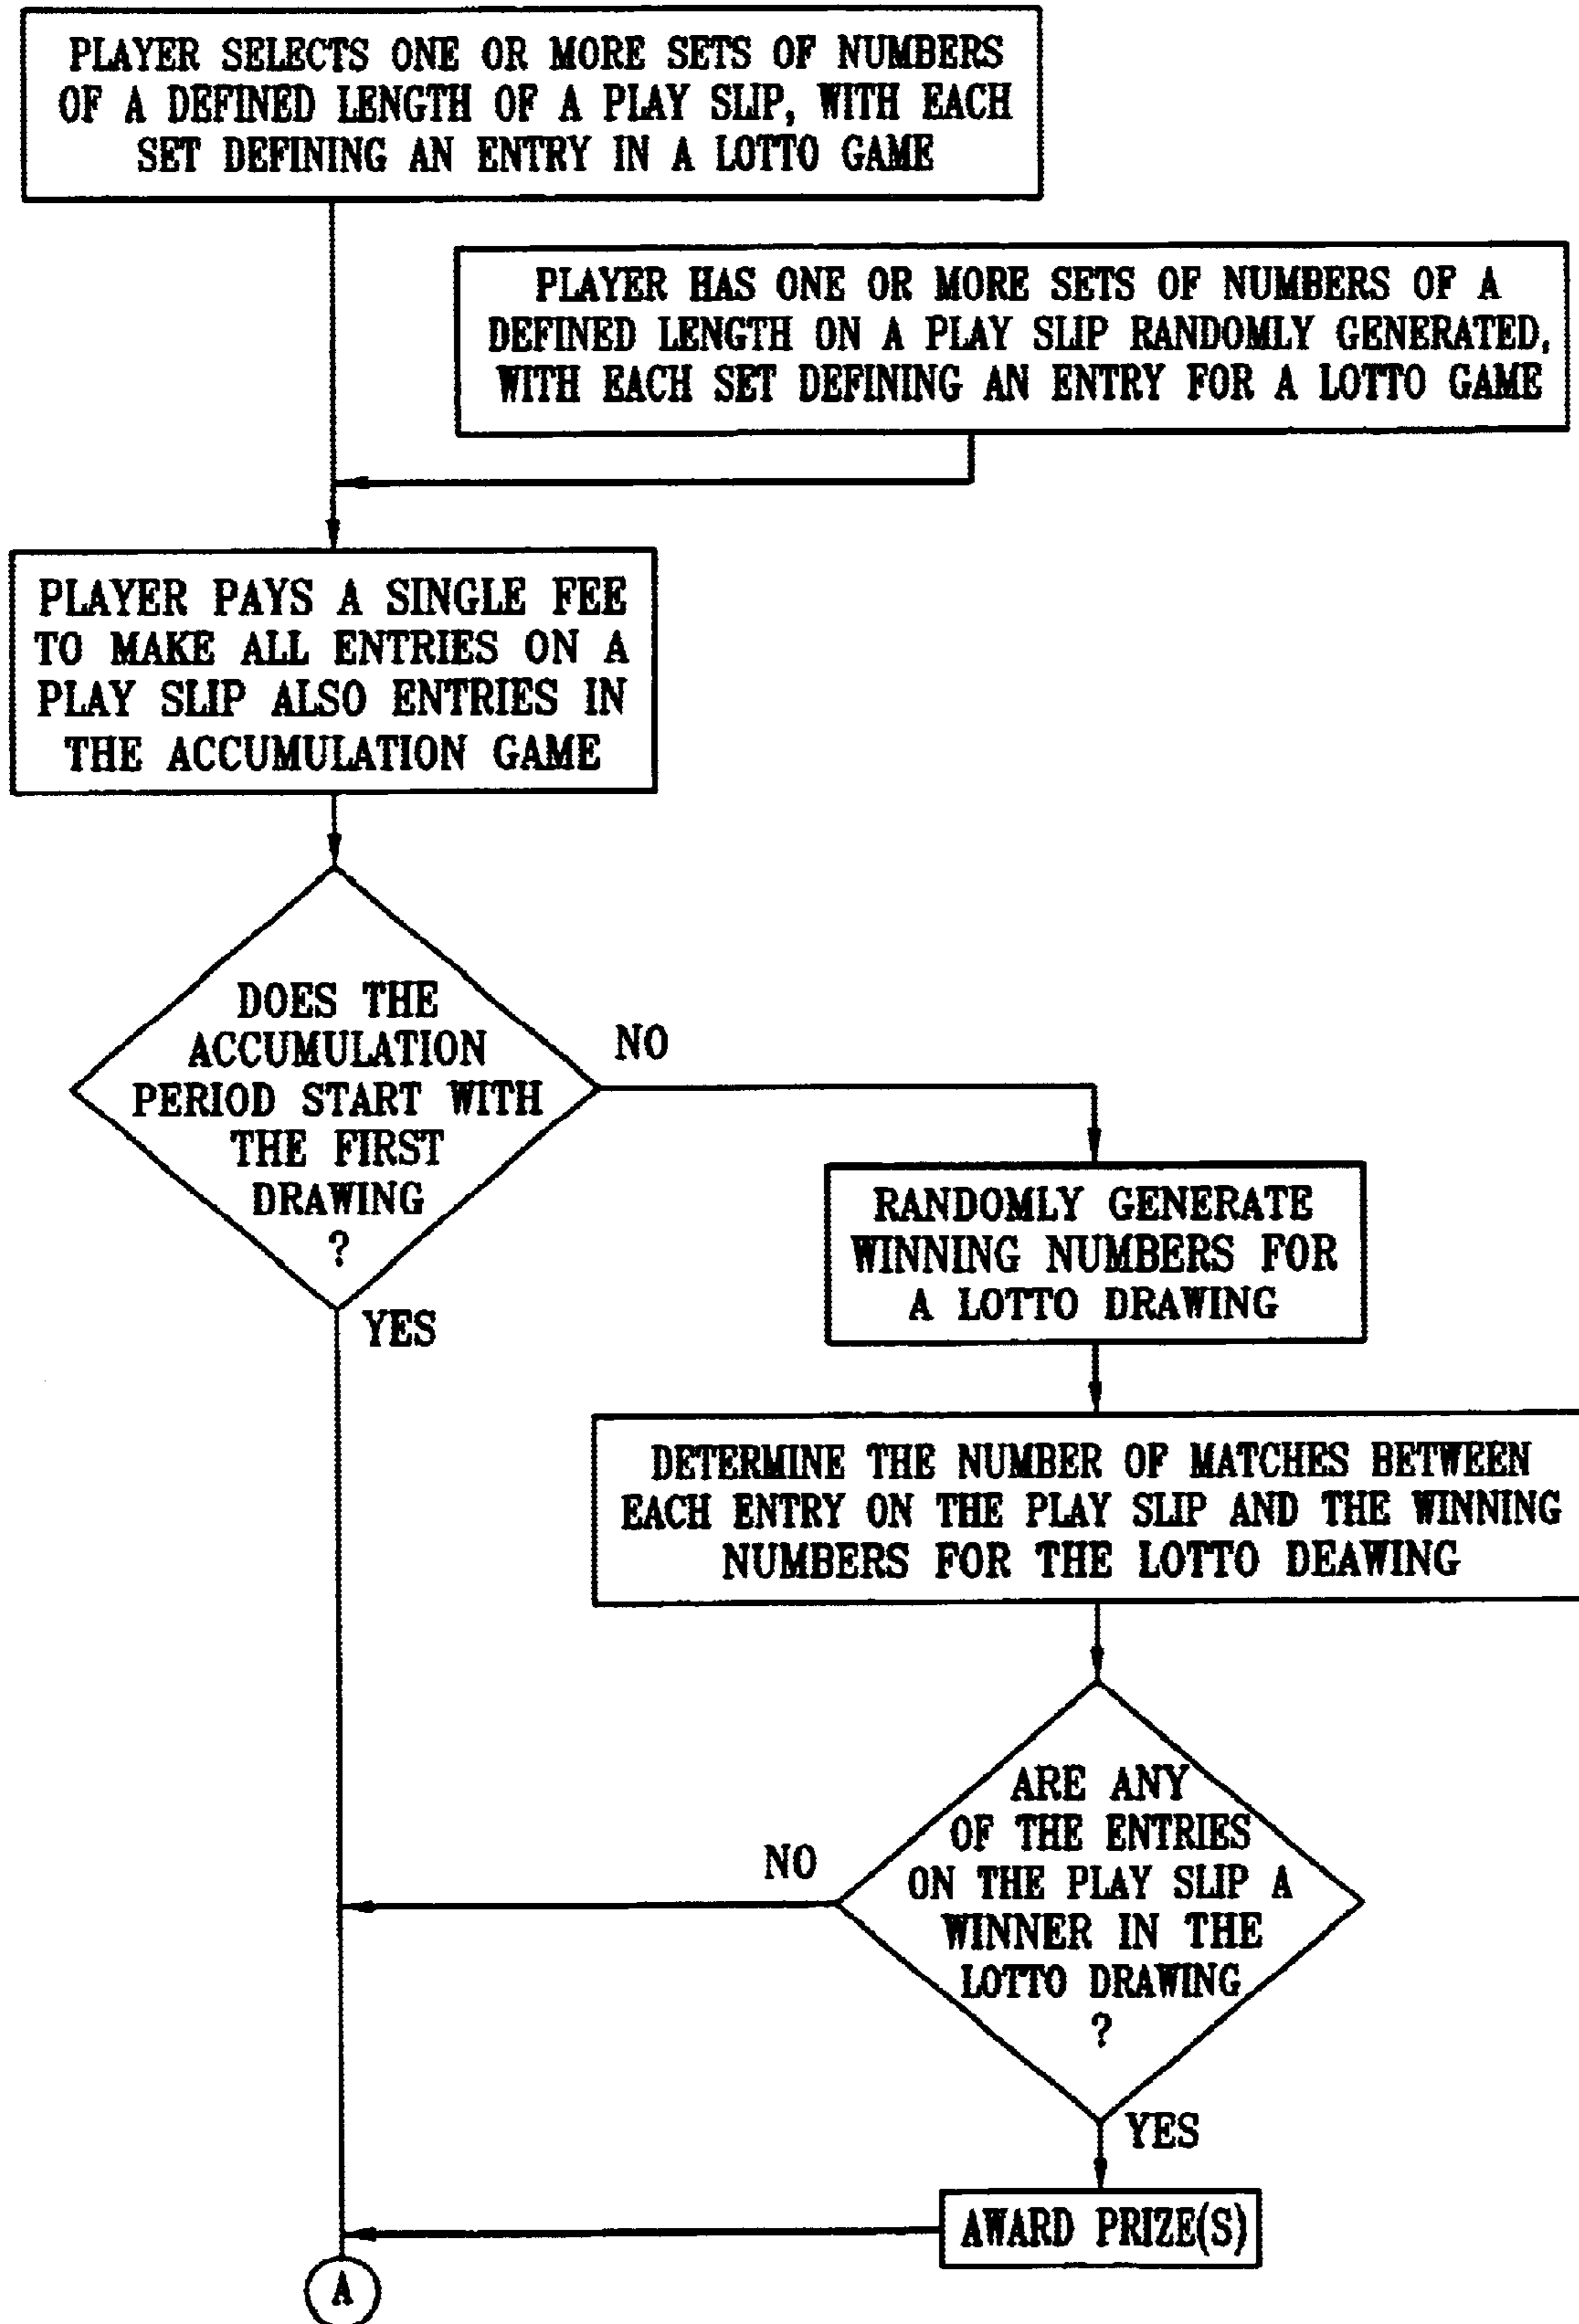 PLAYER SELECTS ONE OR MORE SETS OF NUMBERS
OF A DEFINED LENGTH OF A PLAY SLIP, WITH EACH
SET DEFINING AN ENTRY IN A LOTTO GAME
PLAYER HAS ONE OR MORE SETS OF NUMBERS OF A
DEFINED LENGTH ON A PLAY SLIP RANDOMLY GENERATED,
WITH EACH SET DEFINING AN ENTRY FOR A LOTTO GAME
PLAYER PAYS A SINGLE FEE
TO MAKE ALL ENTRIES ON A
PLAY SLIP ALSO ENTRIES IN
THE ACCUMULATION GAME
DOES THE
ACCUMULATION
PERIOD START WITH
THE FIRST
DRAWING
?
NO
YES
RANDOMLY GENERATE
WINNING NUMBERS FOR
A LOTTO DRAWING
DETERMINE THE NUMBER OF MATCHES BETWEEN
EACH ENTRY ON THE PLAY SLIP AND THE WINNING
NUMBERS FOR THE LOTTO DEAWING
ARE ANY
OF THE ENTRIES
ON THE PLAY SLIP A
WINNER IN THE
LOTTO DRAWING
?
NO
YES
AWARD PRIZE(S)
A